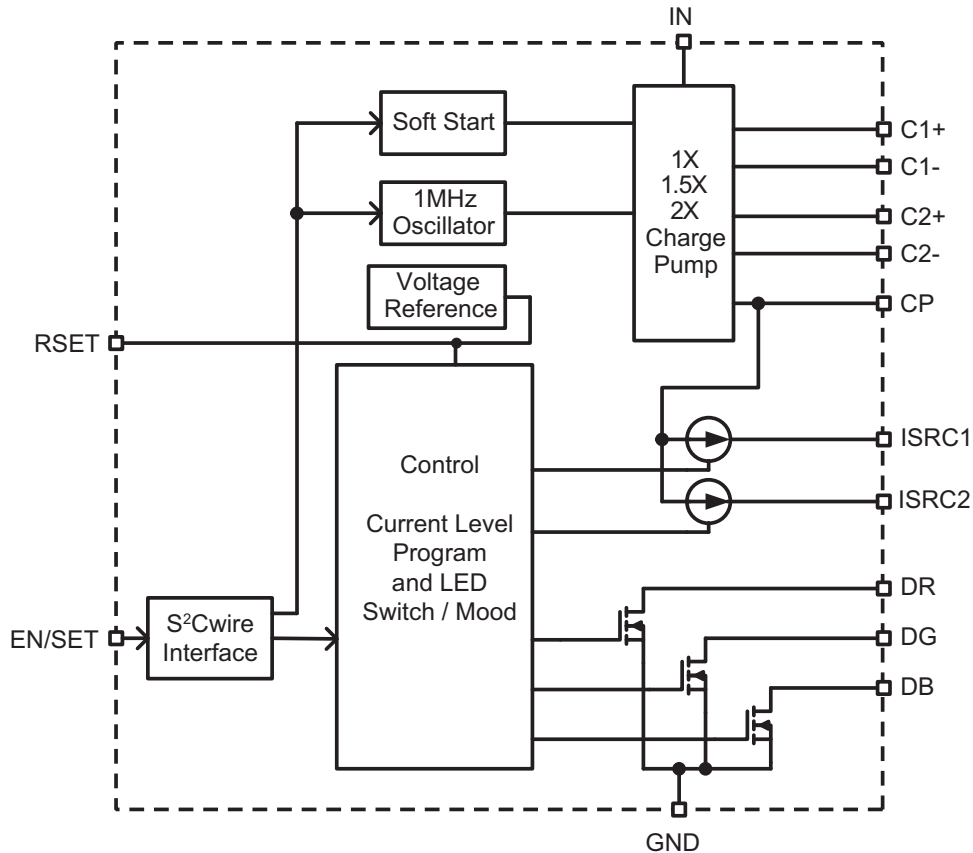 IN
Soft Start
1MHz
Oscillator
Voltage
Reference
1X
1.5X
2X
Charge
Pump
C1+
C1-
C2+
C2-
CP
RSET
Control
Current Level
Program
and LED
Switch / Mood
ISRC1
ISRC2
EN/SET
S²Cwire
Interface
DR
DG
DB
GND